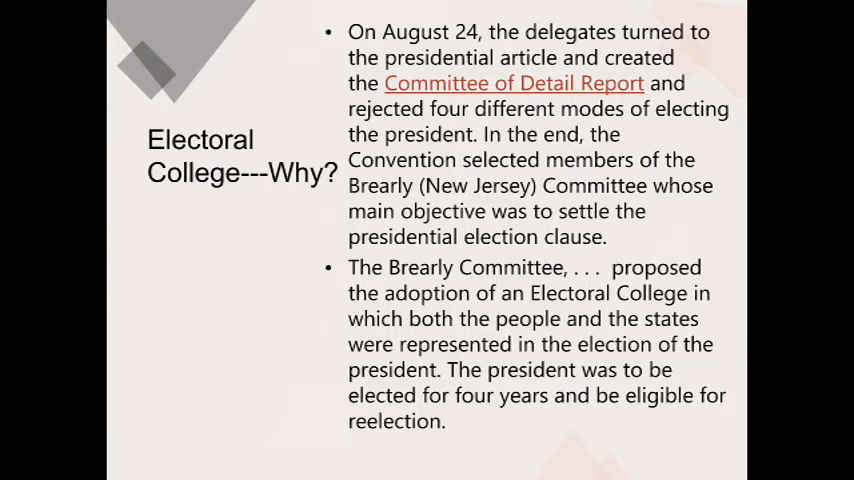 Electoral
College---Why?
• On August 24, the delegates turned to
the presidential article and created
the Committee of Detail Report and
rejected four different modes of electing
the president. In the end, the
Convention selected members of the
Brearly (New Jersey) Committee whose
main objective was to settle the
presidential election clause.
• The Brearly Committee, . . . proposed
the adoption of an Electoral College in
which both the people and the states
were represented in the election of the
president. The president was to be
elected for four years and be eligible for
reelection.